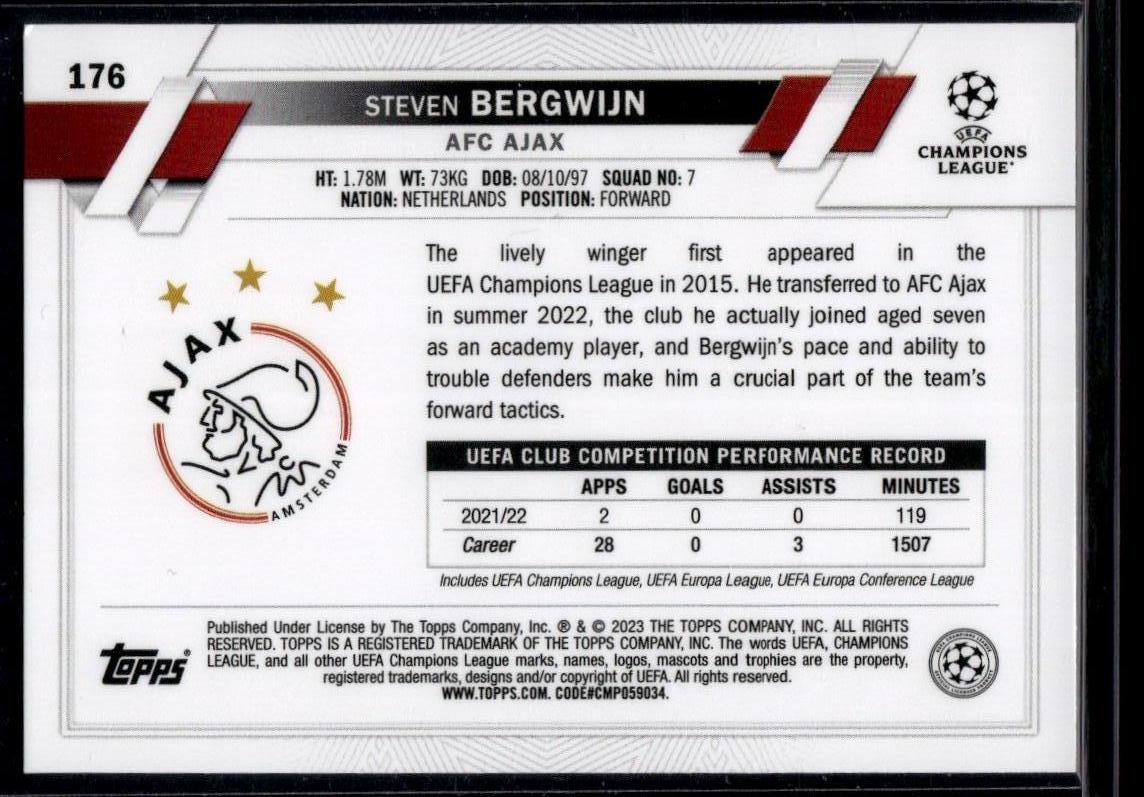 176
STEVEN BERGWIJN
AFC AJAX
HT: 1.78M WT: 73KG DOB: 08/10/97 SQUAD NO: 7
NATION: NETHERLANDS POSITION: FORWARD
UEFA
CHAMPIONS
LEAGUE®
AJAX
AMSTERDAM
The lively winger first appeared in the
UEFA Champions League in 2015. He transferred to AFC Ajax
in summer 2022, the club he actually joined aged seven
as an academy player, and Bergwijn's pace and ability to
trouble defenders make him a crucial part of the team's
forward tactics.
UEFA CLUB COMPETITION PERFORMANCE RECORD
APPS GOALS ASSISTS MINUTES
2021/22 2 0 0 119
Career 28 0 3 1507
Includes UEFA Champions League, UEFA Europa League, UEFA Europa Conference League
topps®
Published Under License by The Topps Company, Inc. ® & © 2023 THE TOPPS COMPANY, INC. ALL RIGHTS
RESERVED. TOPPS IS A REGISTERED TRADEMARK OF THE TOPPS COMPANY, INC. The words UEFA, CHAMPIONS
LEAGUE, and all other UEFA Champions League marks, names, logos, mascots and trophies are the property,
registered trademarks, designs and/or copyright of UEFA. All rights reserved.
WWW.TOPPS.COM. CODE#CMP059034.